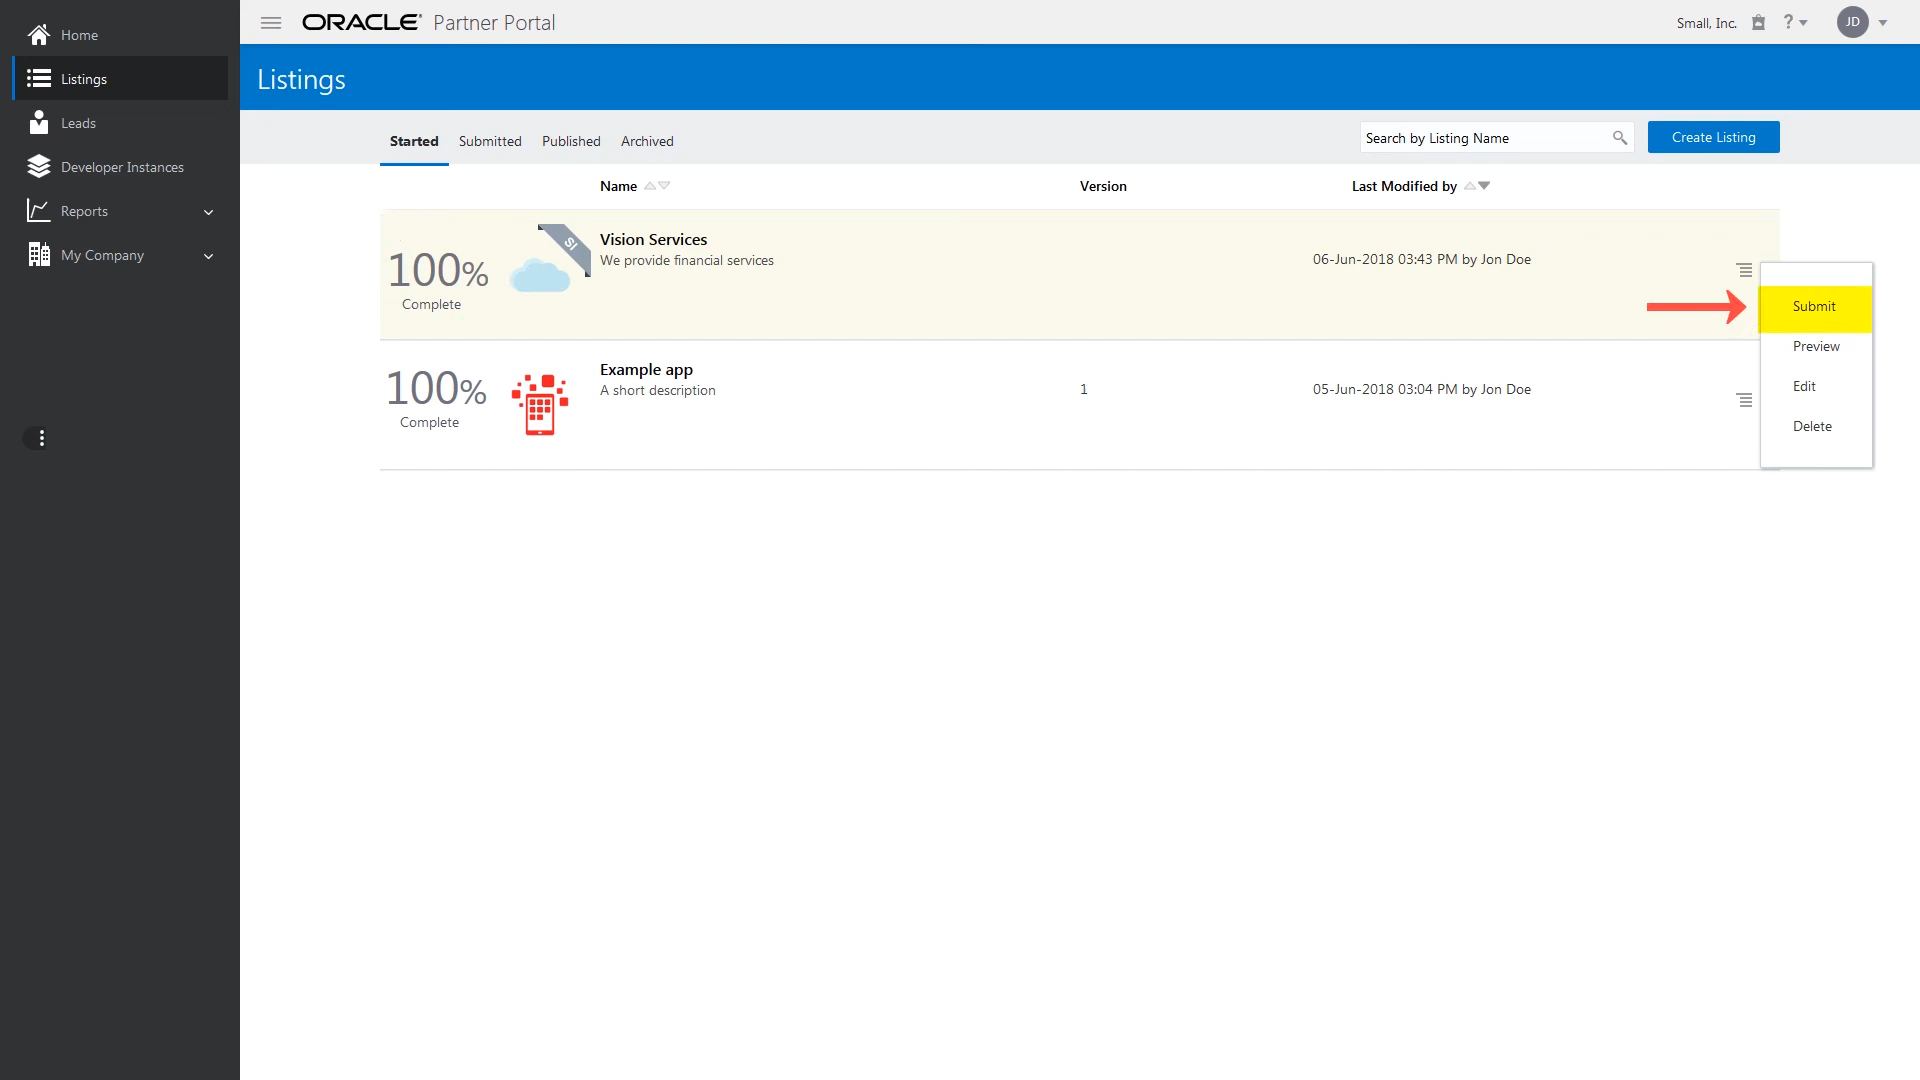 Home
Listings
Leads
Developer Instances
Reports
My Company
ORACLE Partner Portal
Small, Inc.
?
JD
Listings
Started Submitted Published Archived
Search by Listing Name
Create Listing
Name Version Last Modified by
100%
Complete
SI
Vision Services
We provide financial services
06-Jun-2018 03:43 PM by Jon Doe
100%
Complete
Example app
A short description
1
05-Jun-2018 03:04 PM by Jon Doe
Submit
Preview
Edit
Delete